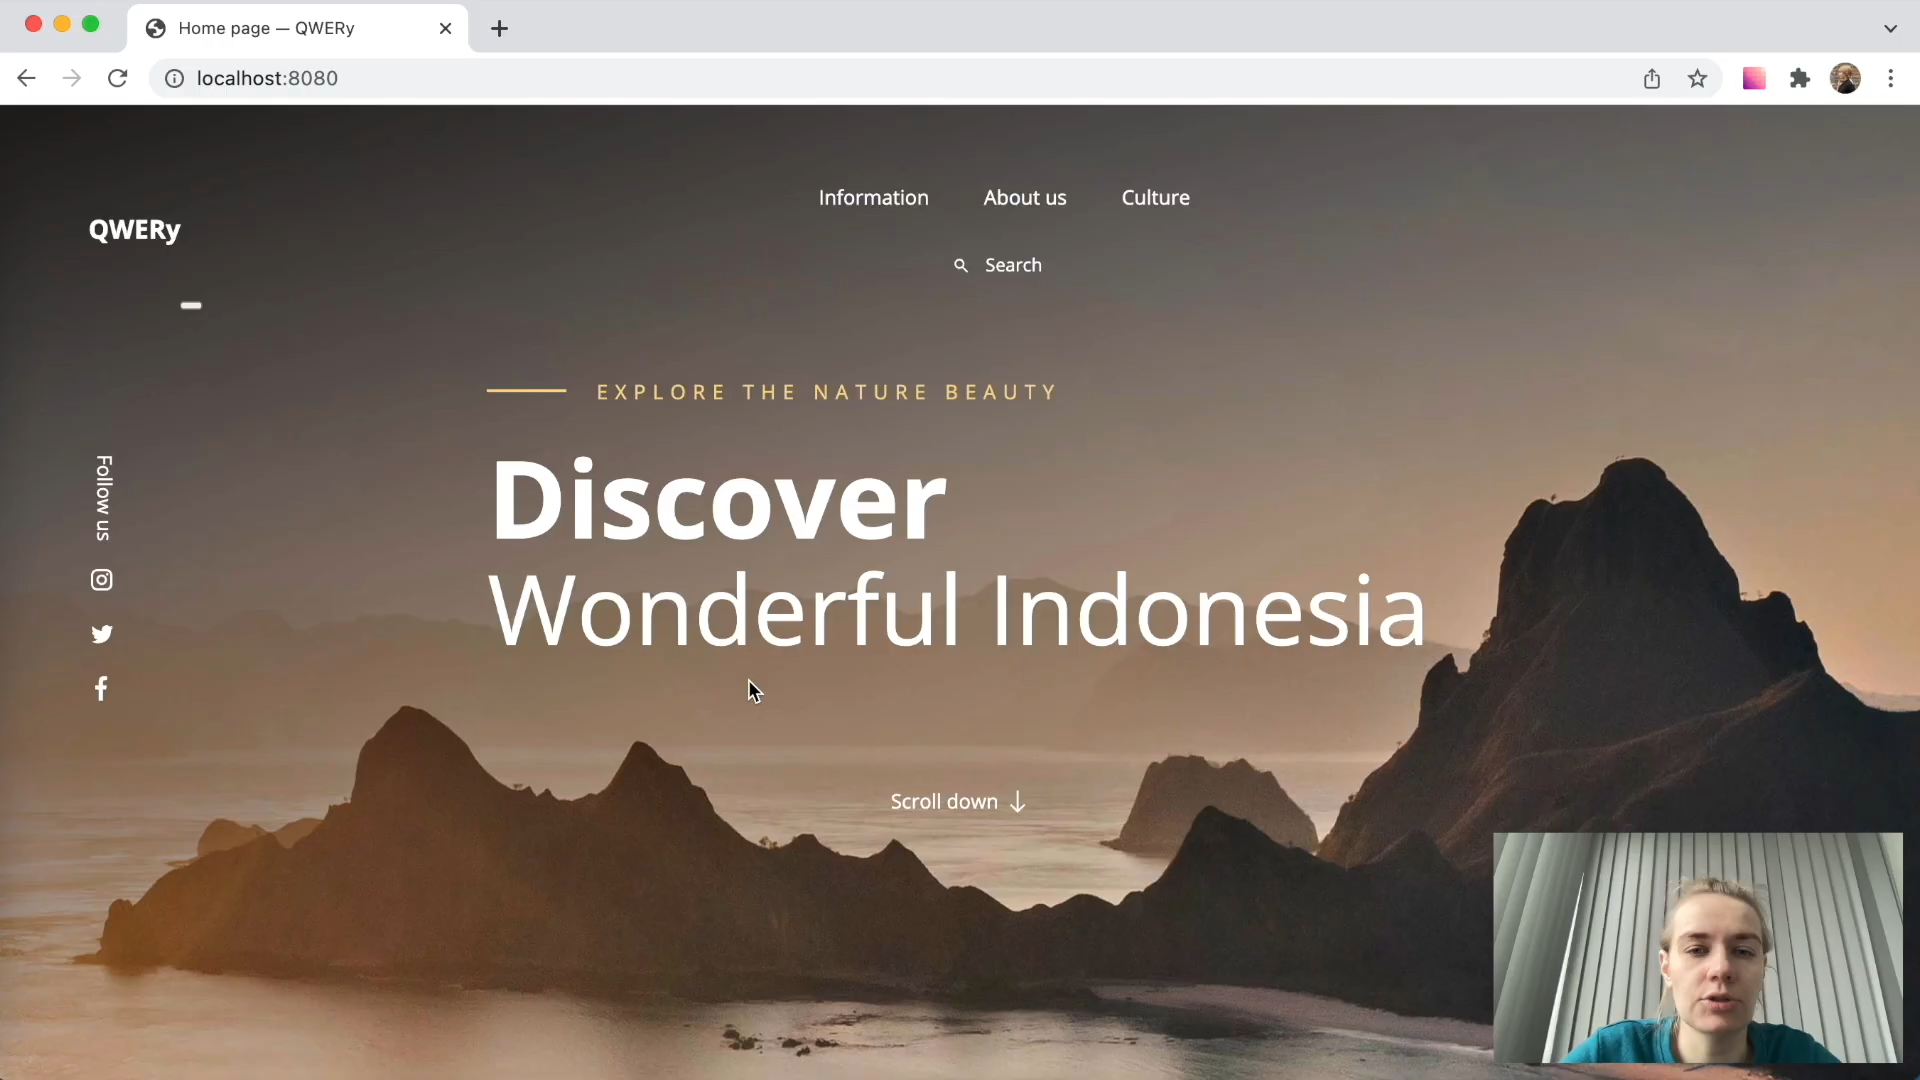 Home page — QWERy
localhost:8080
Information About us Culture
QWERy
Search
EXPLORE THE NATURE BEAUTY
Discover
Wonderful Indonesia
Follow us
Scroll down